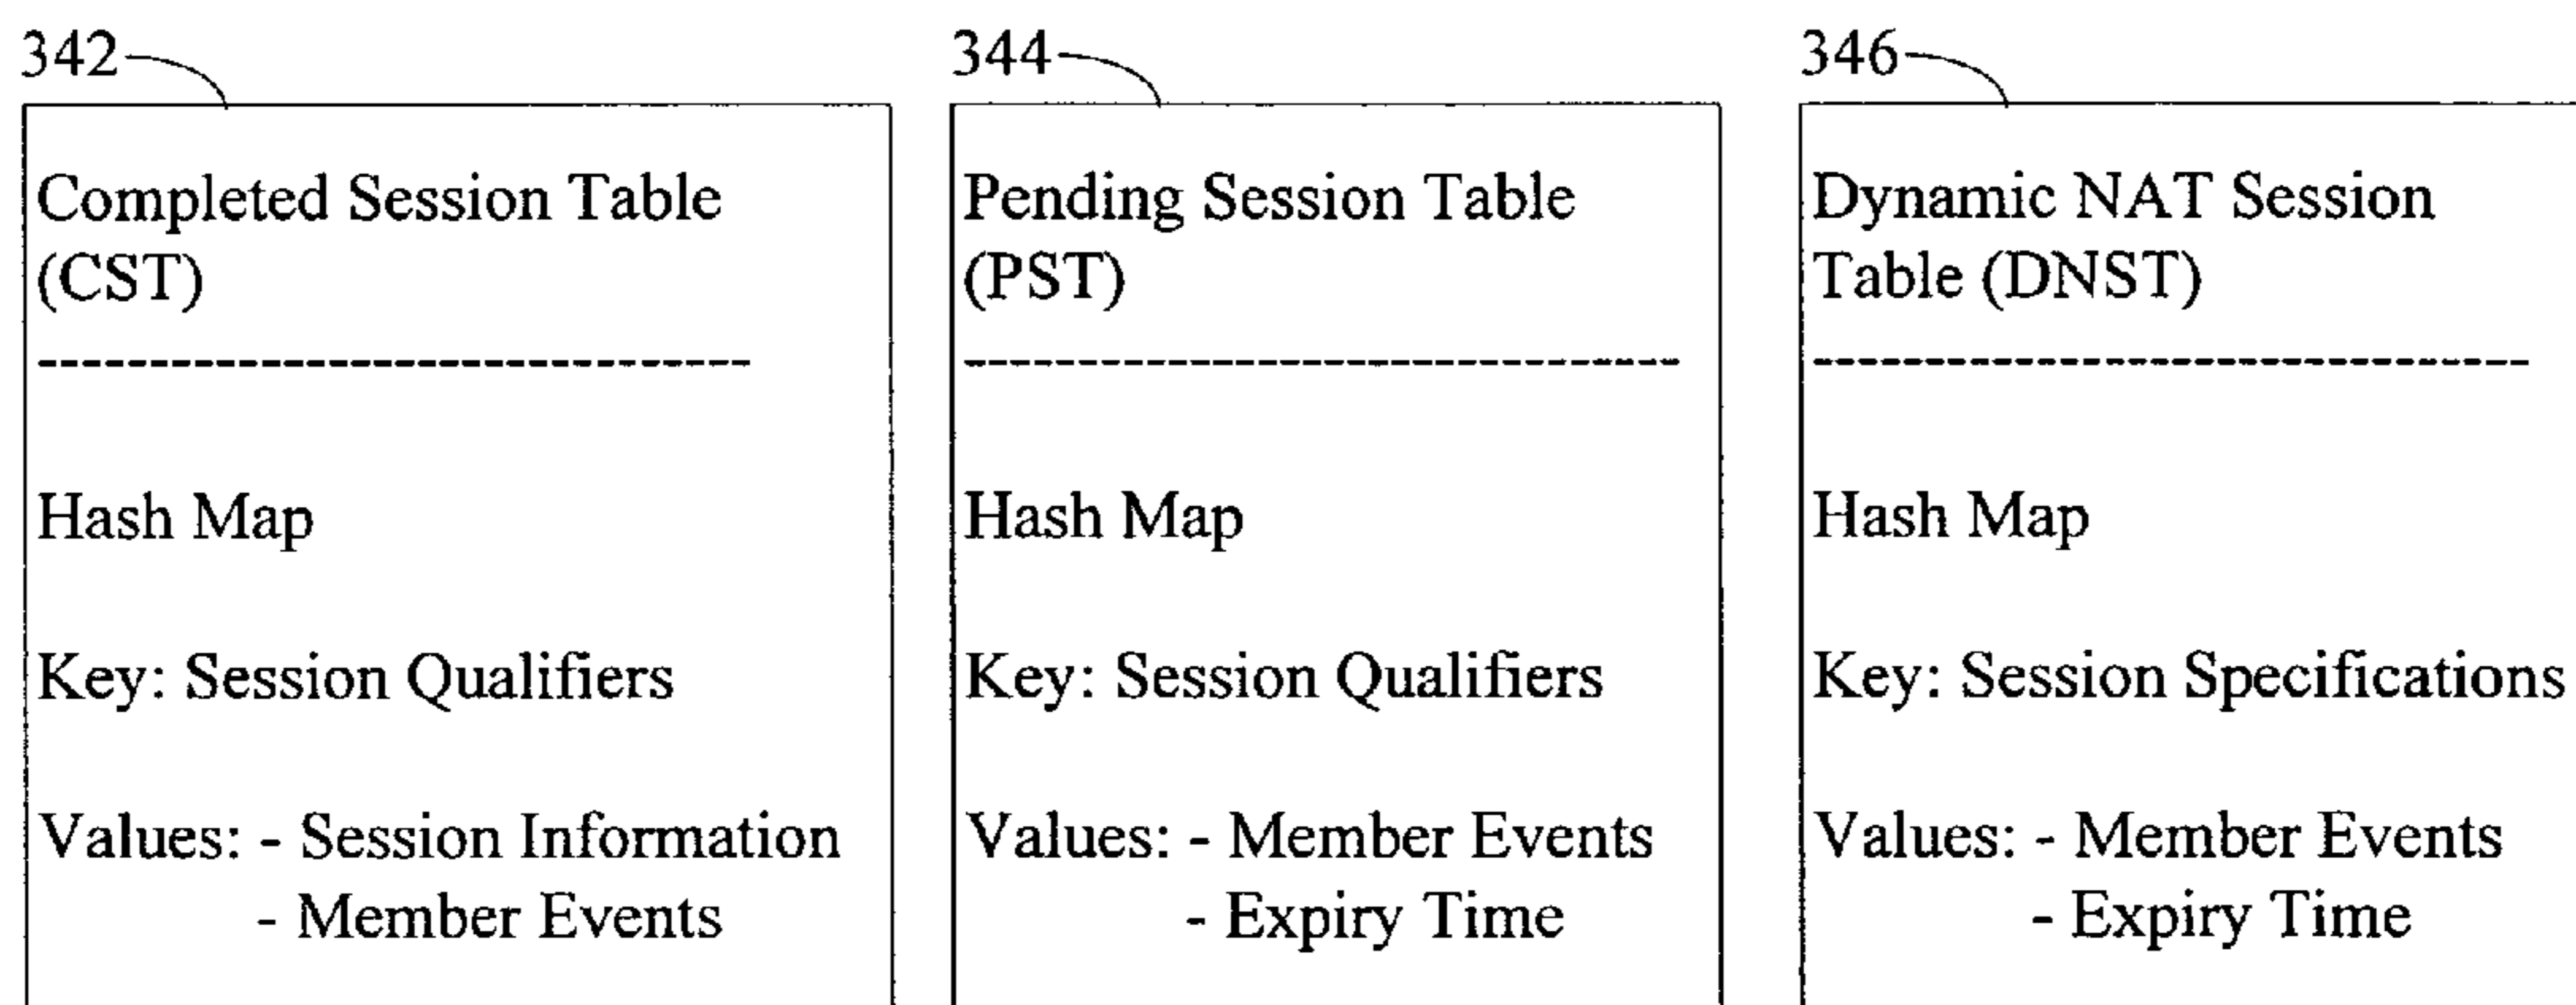 342
Completed Session Table
(CST)
------------------------------
Hash Map
Key: Session Qualifiers
Values: - Session Information
- Member Events
344
Pending Session Table
(PST)
------------------------------
Hash Map
Key: Session Qualifiers
Values: - Member Events
- Expiry Time
346
Dynamic NAT Session
Table (DNST)
------------------------------
Hash Map
Key: Session Specifications
Values: - Member Events
- Expiry Time